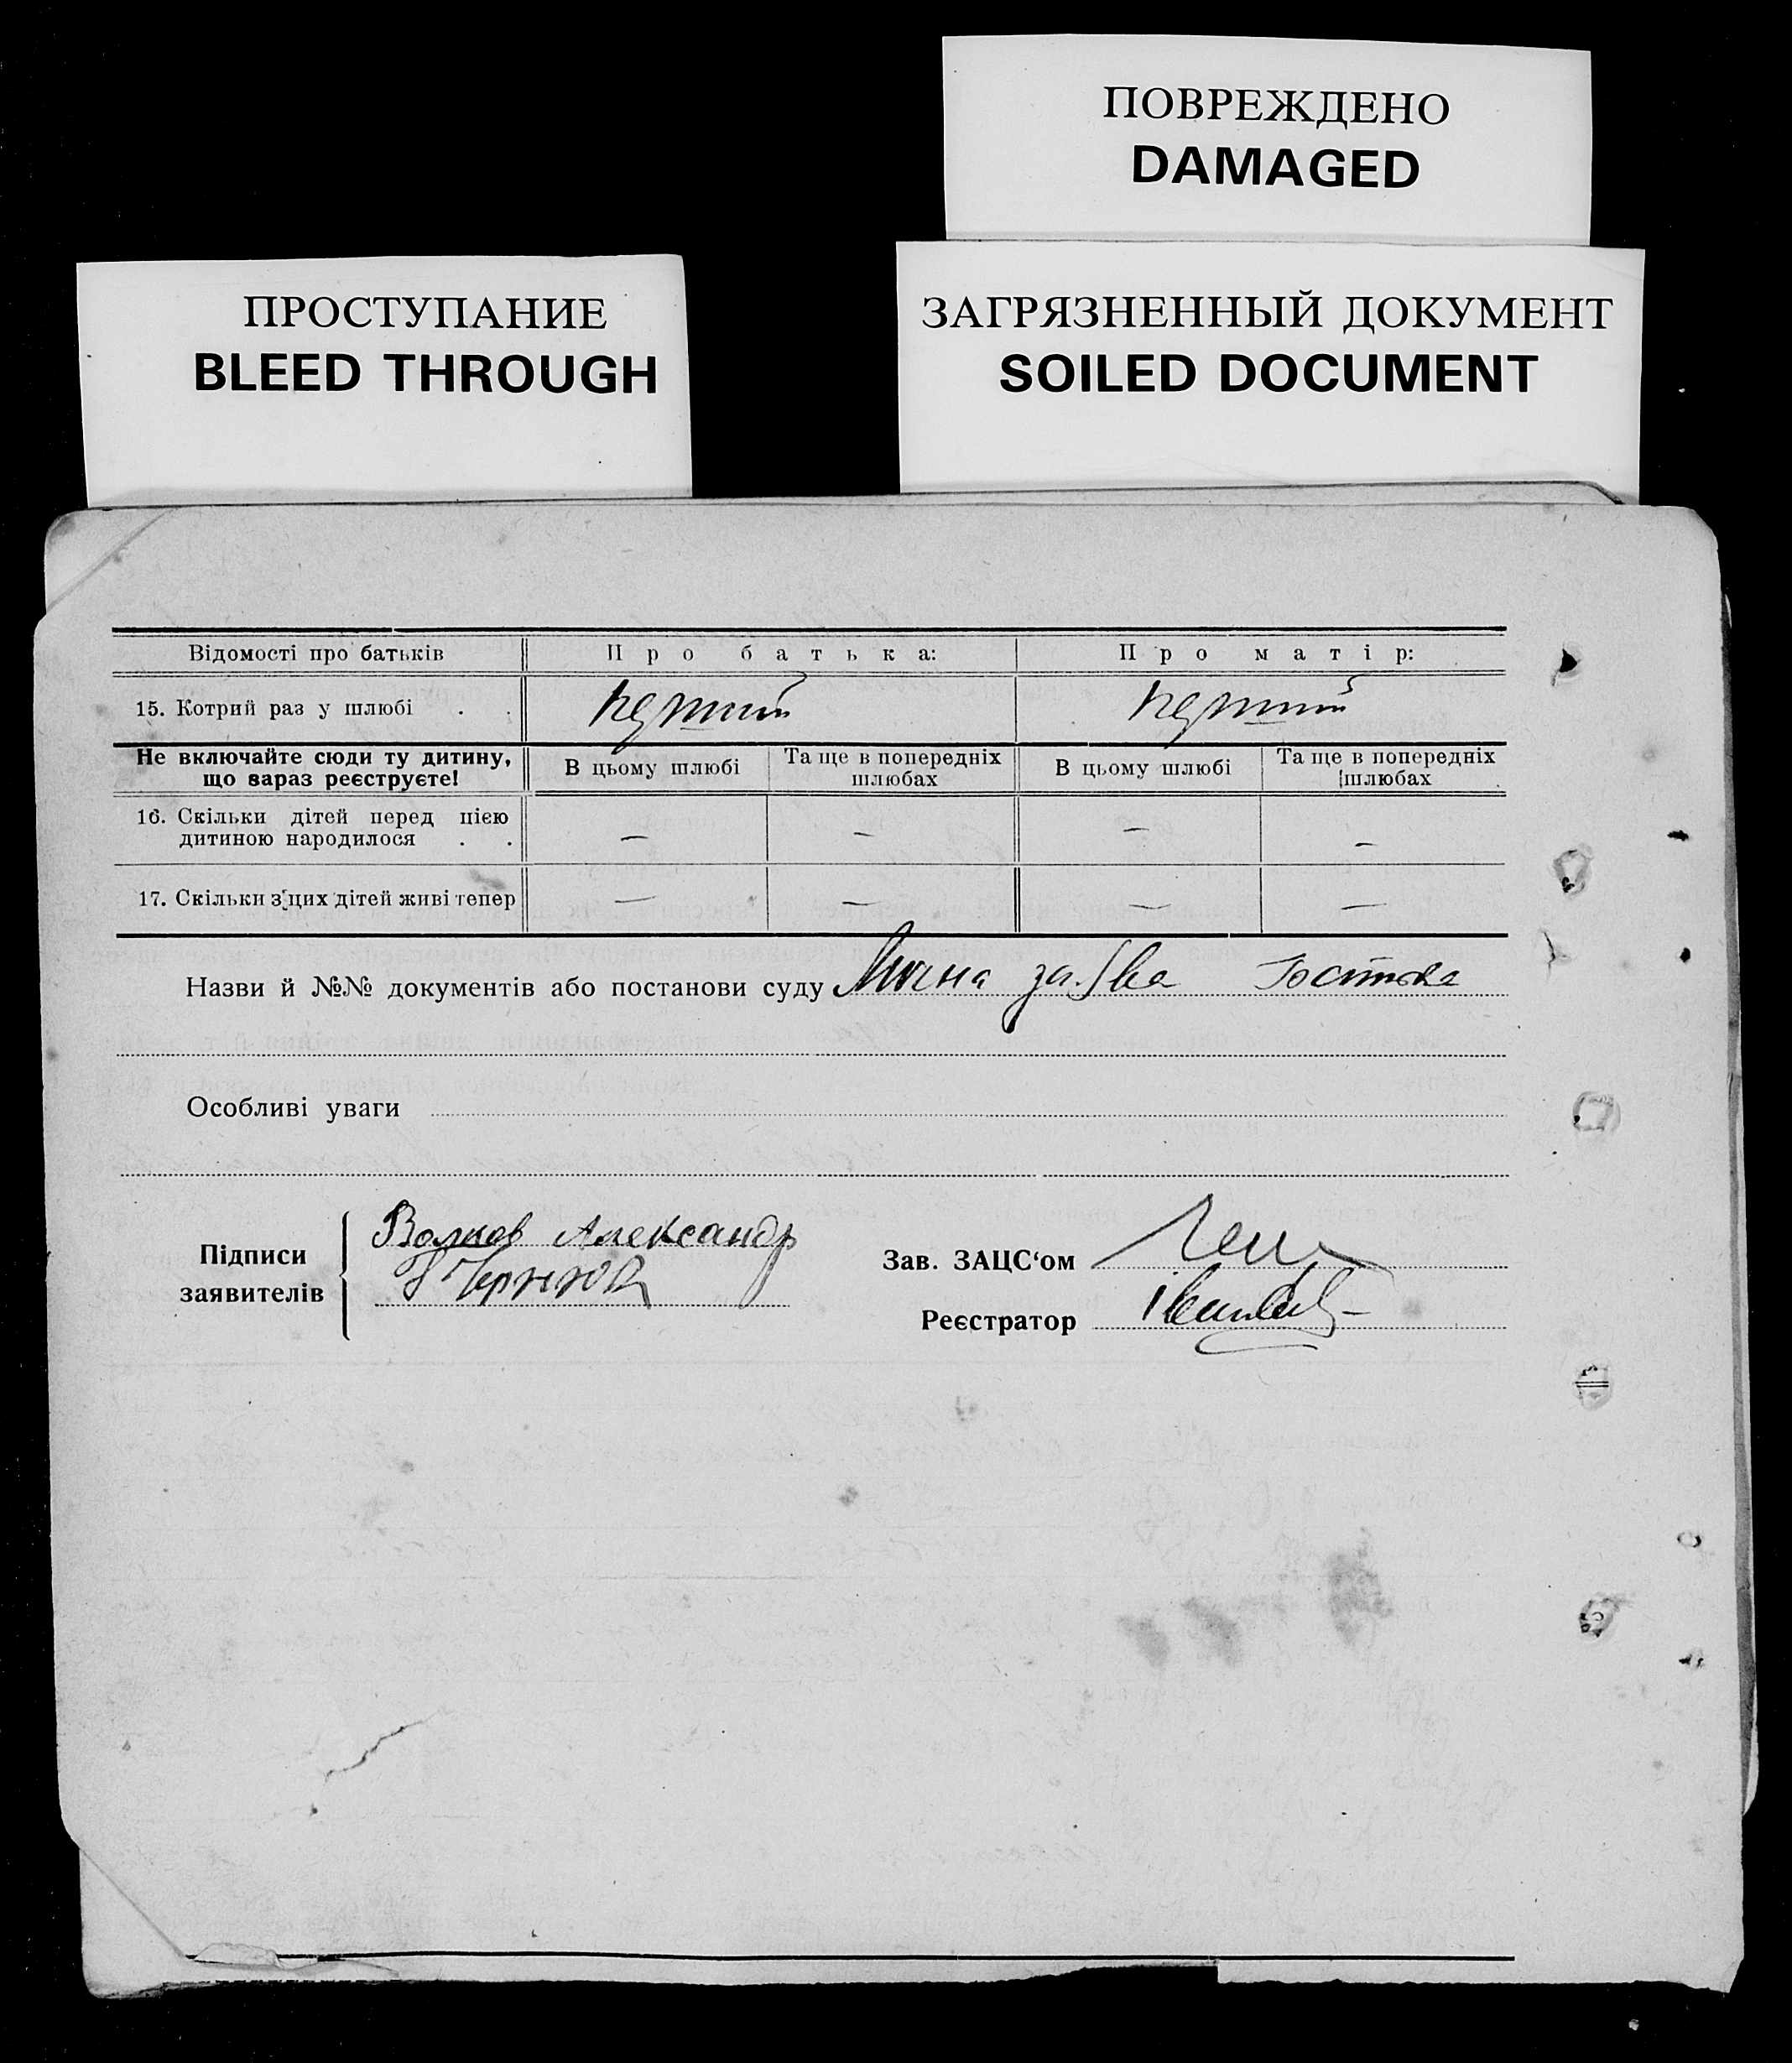 ПОВРЕЖДЕНО
DAMAGED
ПРОСТУПАНИЕ
BLEED THROUGH
ЗАГРЯЗНЕННЫЙ ДОКУМЕНТ
SOILED DOCUMENT
Відомості про батьків Про батька: Про матір:
15. Котрий раз у шлюбі . . перший перший
Не включайте сюди ту дитину, що зараз реєструєте! В цьому шлюбі Та ще в попередніх шлюбах В цьому шлюбі Та ще в попередніх шлюбах
16. Скільки дітей перед цією дитиною народилося . . — — — —
17. Скільки з цих дітей живі тепер — — — —
Назви й №№ документів або постанови суду заява
Особливі уваги
Підписи заявителів
Волков Александр
Зав. ЗАЦС‘ом
Реєстратор